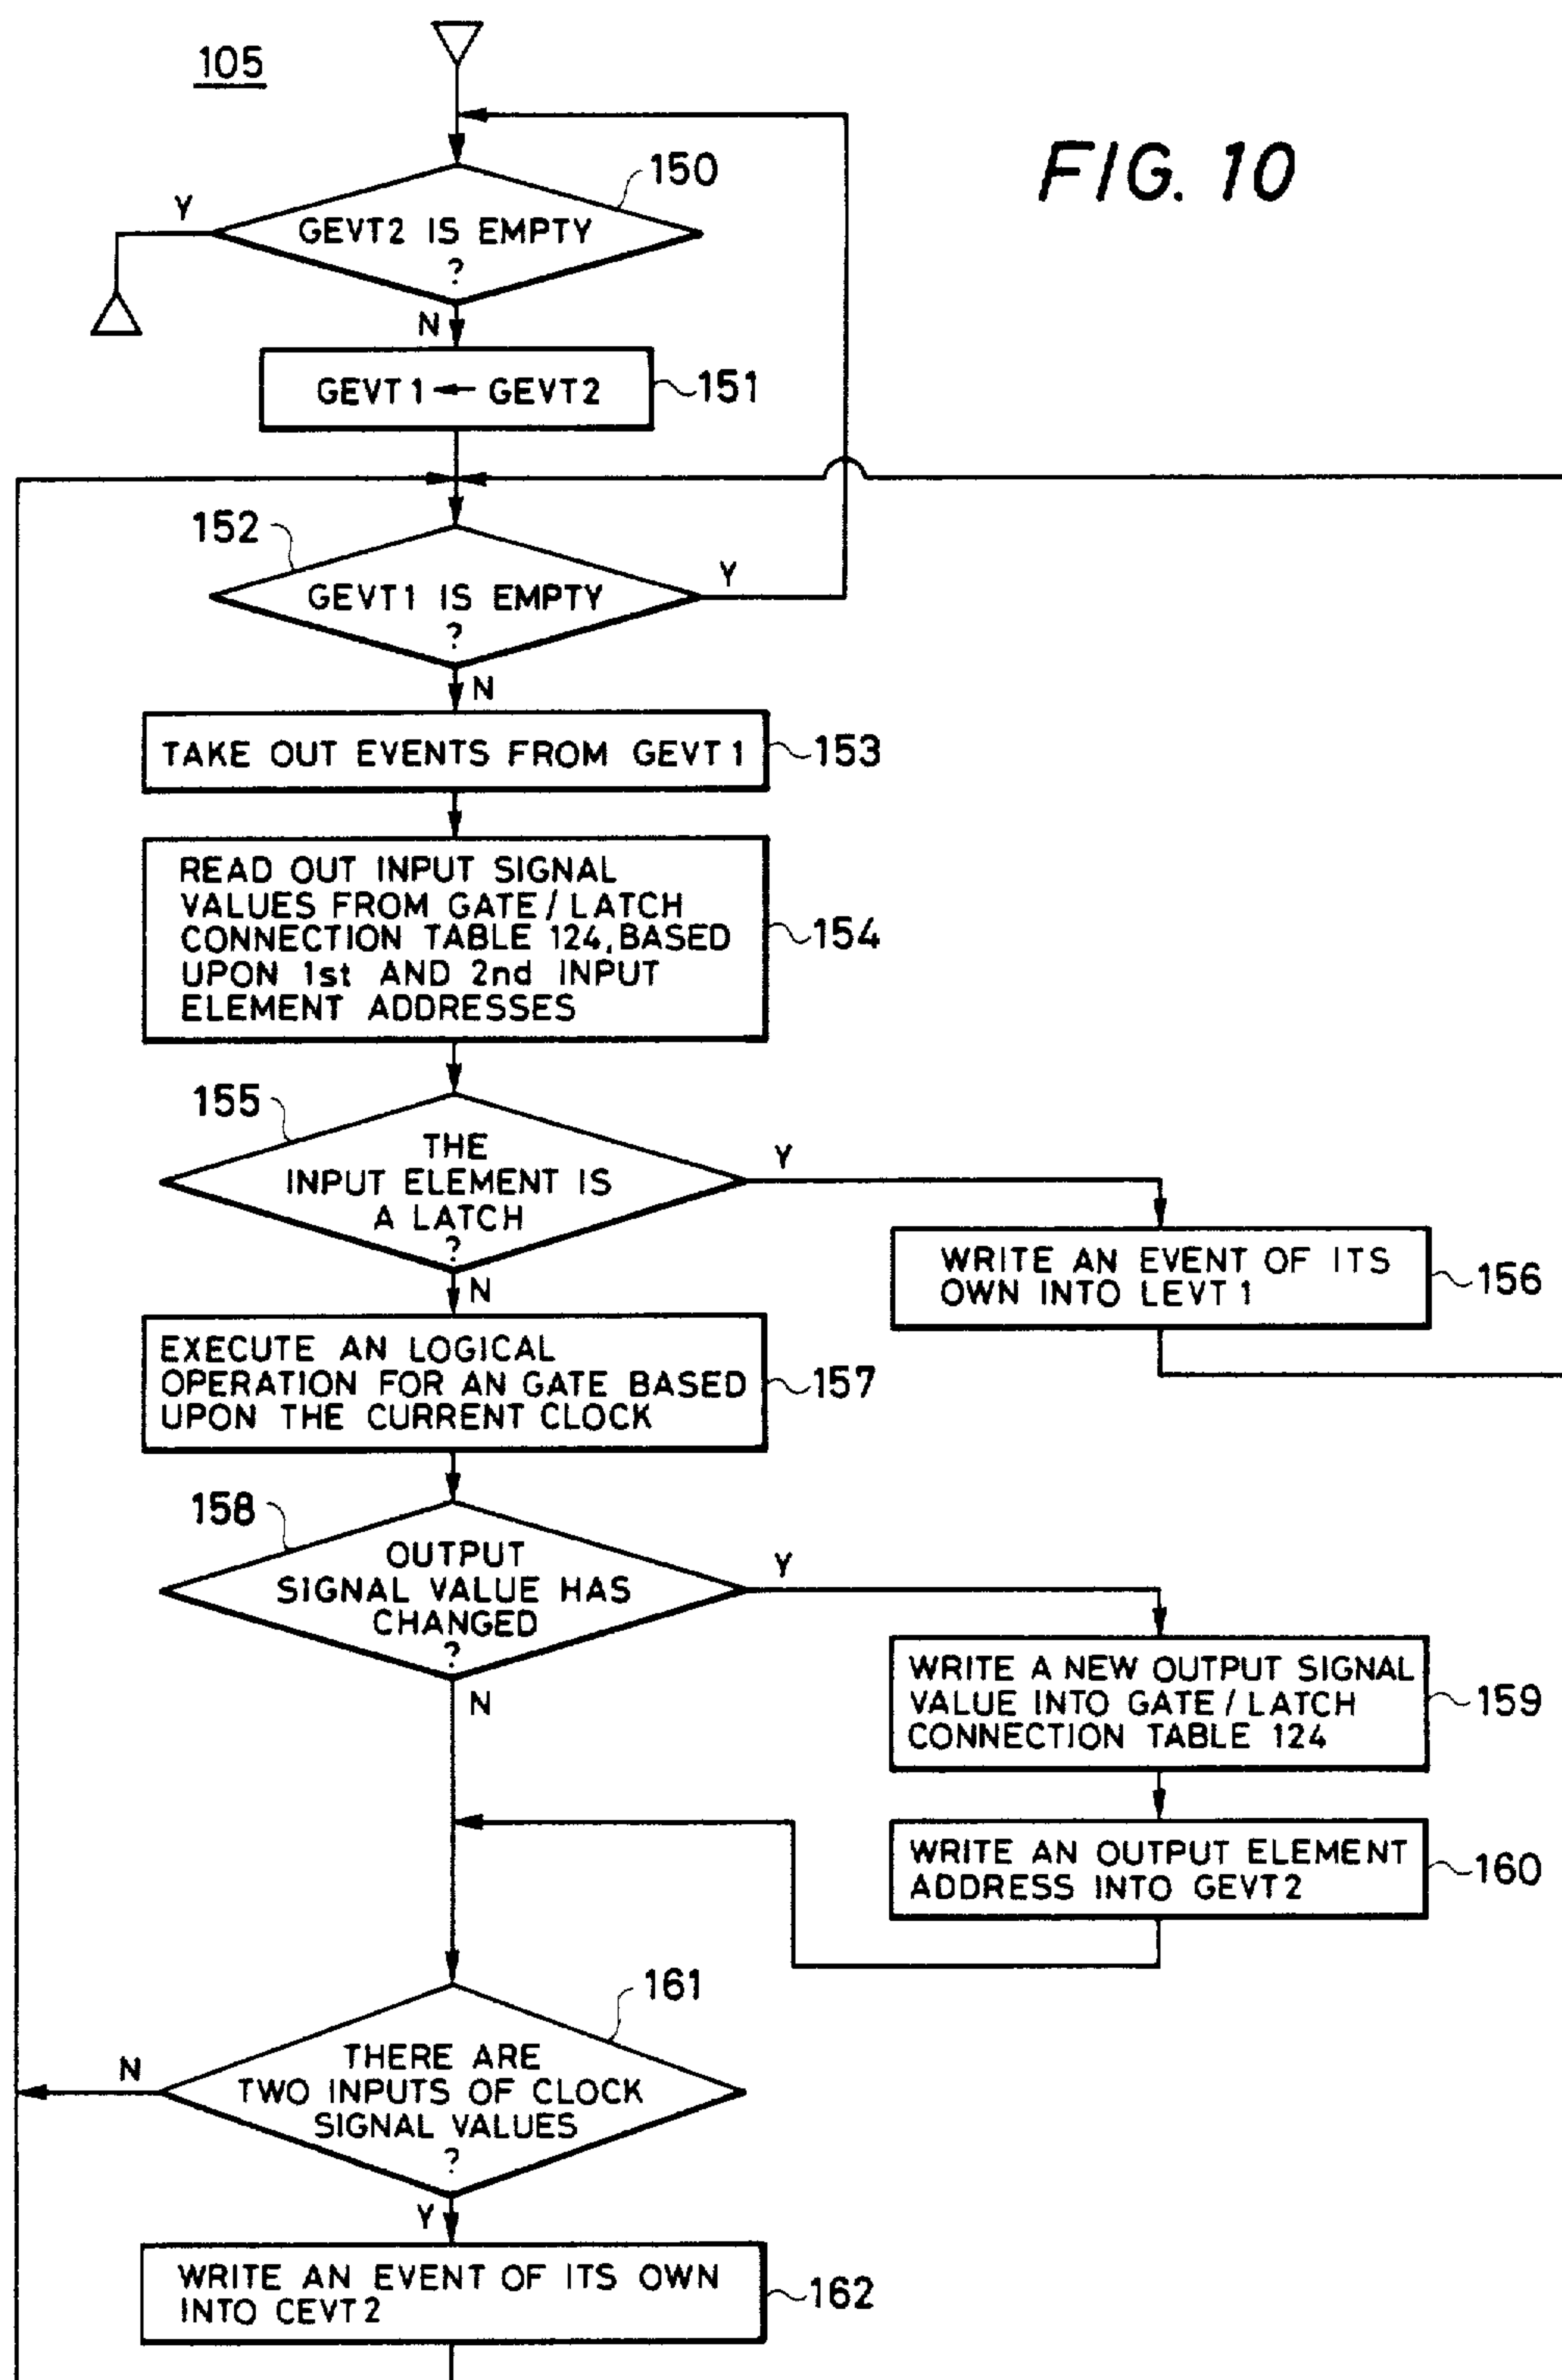 105
FIG. 10
150
Y
GEVT2 IS EMPTY
?
N
GEVT1 ← GEVT2
151
152
GEVT1 IS EMPTY
?
Y
N
TAKE OUT EVENTS FROM GEVT1
153
READ OUT INPUT SIGNAL
VALUES FROM GATE / LATCH
CONNECTION TABLE 124, BASED
UPON 1st AND 2nd INPUT
ELEMENT ADDRESSES
154
155
THE
INPUT ELEMENT IS
A LATCH
?
Y
N
WRITE AN EVENT OF ITS
OWN INTO LEVT 1
156
EXECUTE AN LOGICAL
OPERATION FOR AN GATE BASED
UPON THE CURRENT CLOCK
157
158
OUTPUT
SIGNAL VALUE HAS
CHANGED
?
Y
N
WRITE A NEW OUTPUT SIGNAL
VALUE INTO GATE / LATCH
CONNECTION TABLE 124
159
WRITE AN OUTPUT ELEMENT
ADDRESS INTO GEVT2
160
161
THERE ARE
TWO INPUTS OF CLOCK
SIGNAL VALUES
?
N
Y
WRITE AN EVENT OF ITS OWN
INTO CEVT2
162